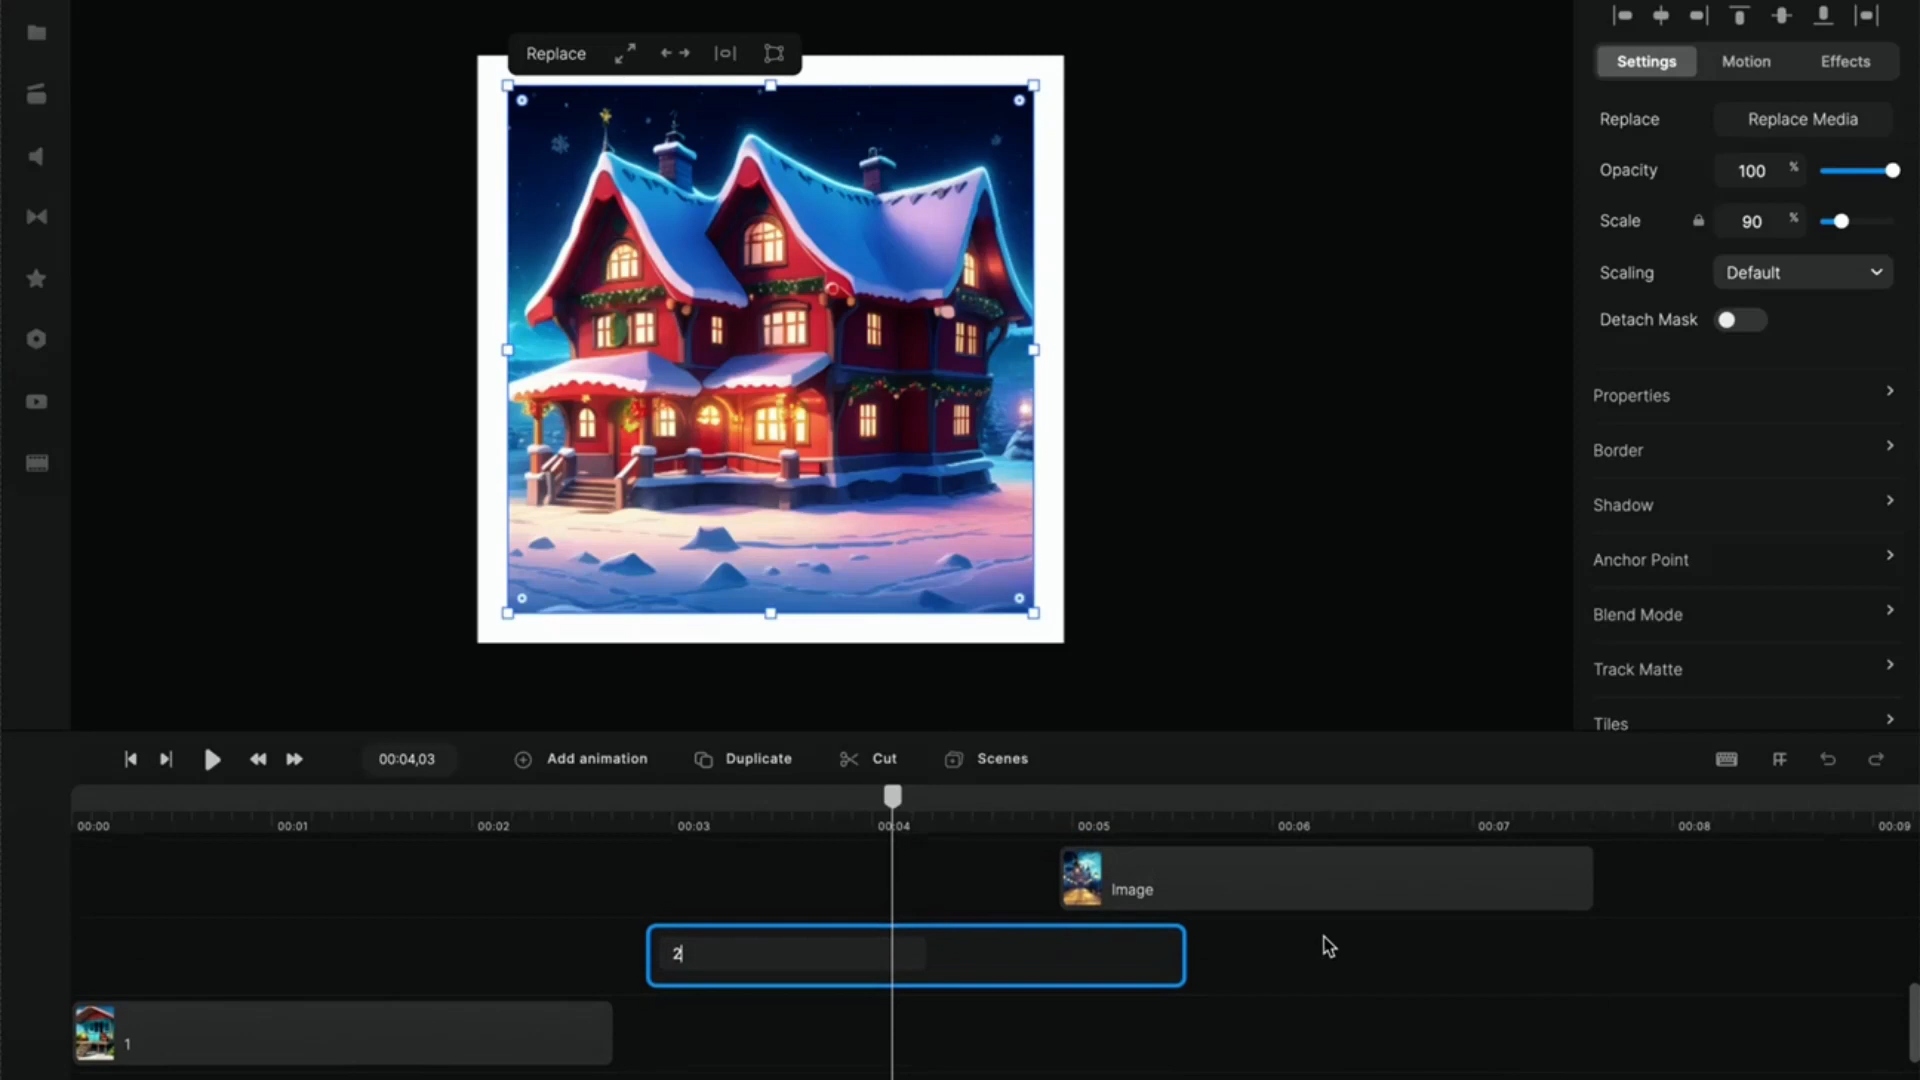 Replace
Settings Motion Effects
Replace Replace Media
Opacity 100 %
Scale 90 %
Scaling Default
Detach Mask
Properties
Border
Shadow
Anchor Point
Blend Mode
Track Matte
Tiles
00:04,03 Add animation Duplicate Cut Scenes
00:00 00:01 00:02 00:03 00:04 00:05 00:06 00:07 00:08 00:09
Image
2
1